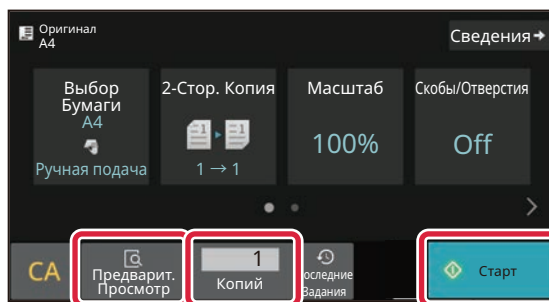 Оригинал
A4
Сведения
Выбор
Бумаги
A4
Ручная подача
2-Стор. Копия
1 → 1
Масштаб
100%
Скобы/Отверстия
Off
CA
Предварит.
Просмотр
1
Копий
оследние
Задания
Старт